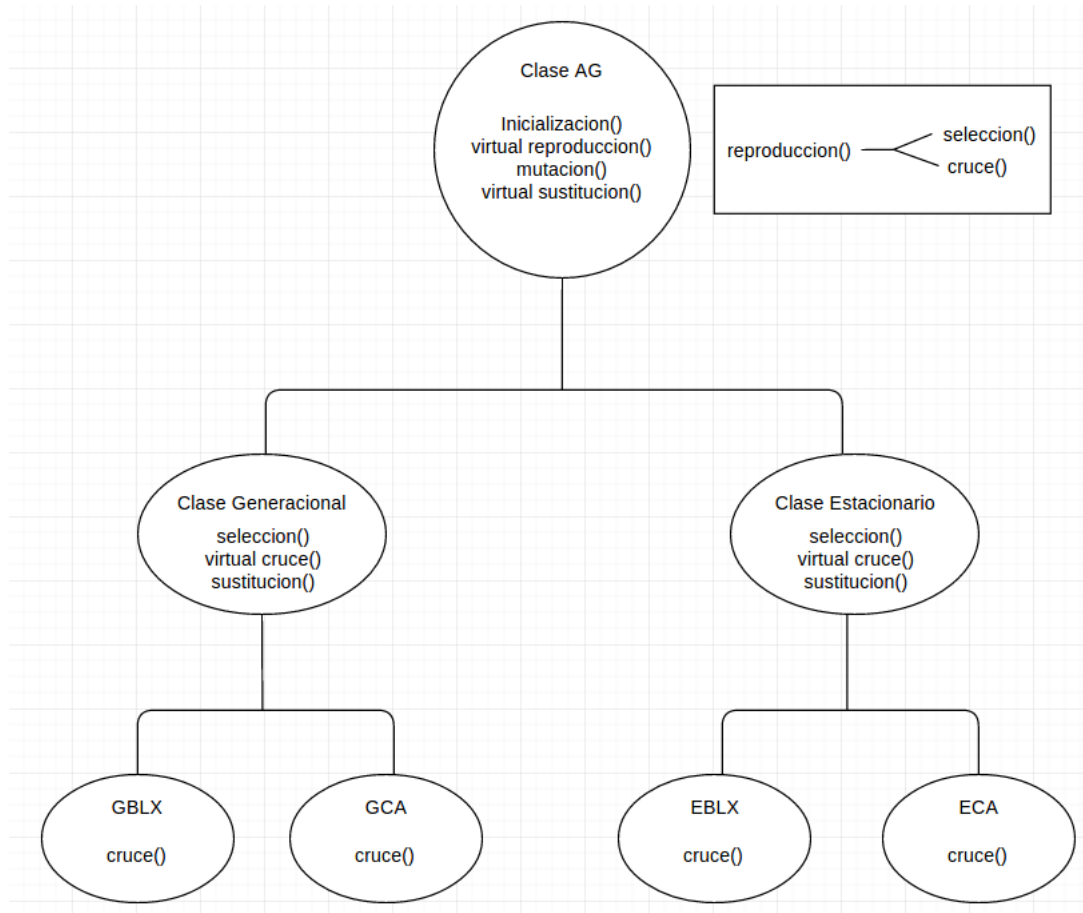 Clase AG
Inicializacion()
virtual reproduccion()
mutacion()
virtual sustitucion()
reproduccion()
seleccion()
cruce()
Clase Generacional
seleccion()
virtual cruce()
sustitucion()
Clase Estacionario
seleccion()
virtual cruce()
sustitucion()
GBLX
cruce()
GCA
cruce()
EBLX
cruce()
ECA
cruce()